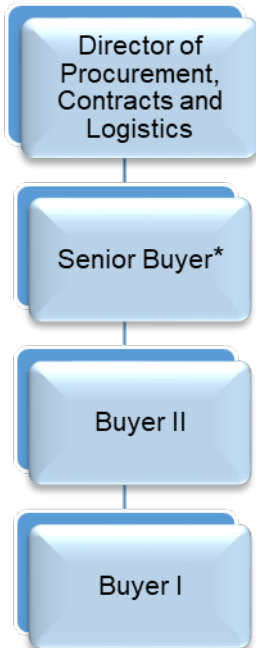 Director of
Procurement,
Contracts and
Logistics
Senior Buyer*
Buyer II
Buyer I